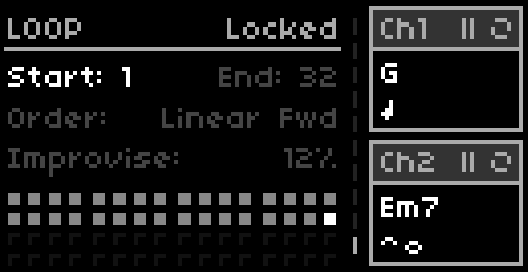 LOOP Locked
Start: 1 End: 32
Order: Linear Fwd
Improvise: 12%
Ch1
G
Ch2
Em7